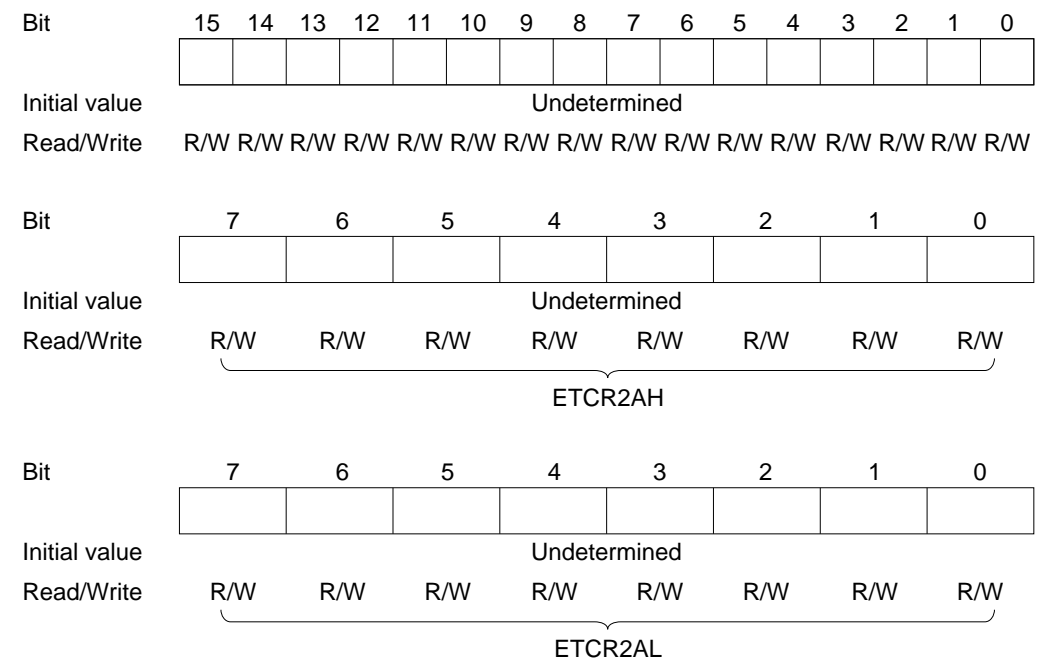 Bit 15 14 13 12 11 10 9 8 7 6 5 4 3 2 1 0
Initial value Undetermined
Read/Write R/W R/W R/W R/W R/W R/W R/W R/W R/W R/W R/W R/W R/W R/W R/W R/W
Bit 7 6 5 4 3 2 1 0
Initial value Undetermined
Read/Write R/W R/W R/W R/W R/W R/W R/W R/W
ETCR2AH
Bit 7 6 5 4 3 2 1 0
Initial value Undetermined
Read/Write R/W R/W R/W R/W R/W R/W R/W R/W
ETCR2AL